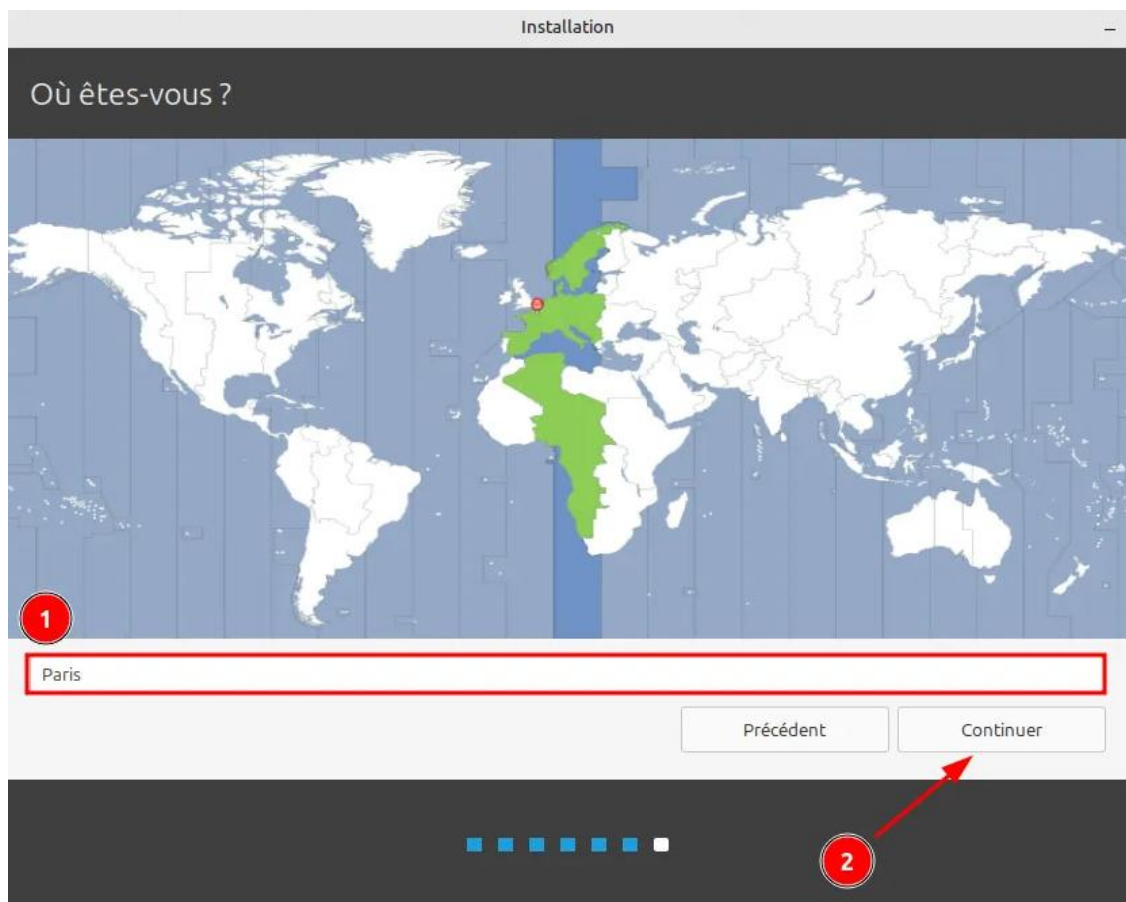 Installation
Où êtes-vous ?
1
Paris
Précédent
Continuer
2